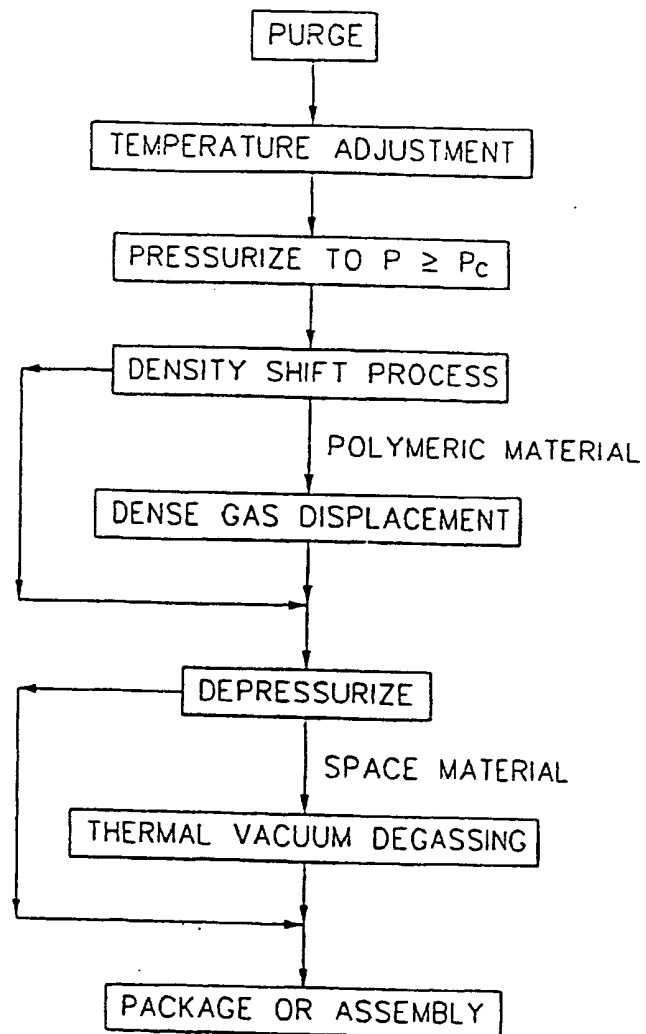 PURGE
TEMPERATURE ADJUSTMENT
PRESSURIZE TO P ≥ Pc
DENSITY SHIFT PROCESS
POLYMERIC MATERIAL
DENSE GAS DISPLACEMENT
DEPRESSURIZE
SPACE MATERIAL
THERMAL VACUUM DEGASSING
PACKAGE OR ASSEMBLY